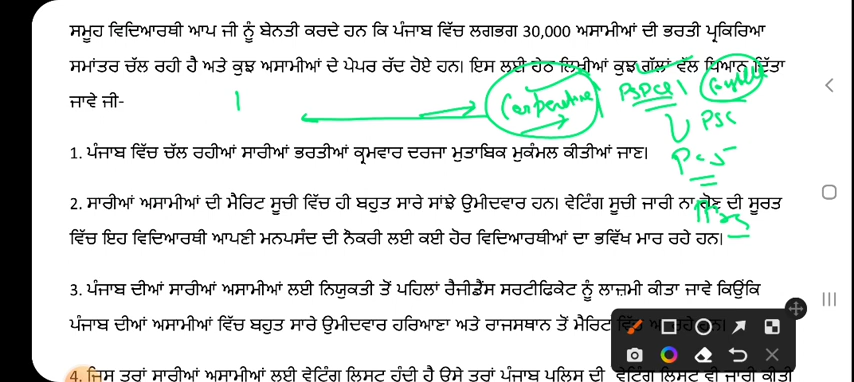 ਸਮੂਹ ਵਿਦਿਆਰਥੀ ਆਪ ਜੀ ਨੂੰ ਬੇਨਤੀ ਕਰਦੇ ਹਨ ਕਿ ਪੰਜਾਬ ਵਿੱਚ ਲਗਭਗ 30,000 ਅਸਾਮੀਆਂ ਦੀ ਭਰਤੀ ਪ੍ਰਕਿਰਿਆ
ਸਮਾਂਤਰ ਚੱਲ ਰਹੀ ਹੈ ਅਤੇ ਕੁਝ ਅਸਾਮੀਆਂ ਦੇ ਪੇਪਰ ਰੱਦ ਹੋਏ ਹਨ। ਇਸ ਲਈ ਹੇਠ ਲਿਖੀਆਂ ਕੁਝ ਗੱਲਾਂ ਵੱਲ ਧਿਆਨ ਦਿੱਤਾ
ਜਾਵੇ ਜੀ-
PSPCL
PSC
1. ਪੰਜਾਬ ਵਿੱਚ ਚੱਲ ਰਹੀਆਂ ਸਾਰੀਆਂ ਭਰਤੀਆਂ ਕ੍ਰਮਵਾਰ ਦਰਜਾ ਮੁਤਾਬਿਕ ਮੁਕੰਮਲ ਕੀਤੀਆਂ ਜਾਣ।
2. ਸਾਰੀਆਂ ਅਸਾਮੀਆਂ ਦੀ ਮੈਰਿਟ ਸੂਚੀ ਵਿੱਚ ਹੀ ਬਹੁਤ ਸਾਰੇ ਸਾਂਝੇ ਉਮੀਦਵਾਰ ਹਨ। ਵੇਟਿੰਗ ਸੂਚੀ ਜਾਰੀ ਨਾ ਹੋਣ ਦੀ ਸੂਰਤ
ਵਿੱਚ ਇਹ ਵਿਦਿਆਰਥੀ ਆਪਣੀ ਮਨਪਸੰਦ ਦੀ ਨੌਕਰੀ ਲਈ ਕਈ ਹੋਰ ਵਿਦਿਆਰਥੀਆਂ ਦਾ ਭਵਿੱਖ ਮਾਰ ਰਹੇ ਹਨ।
3. ਪੰਜਾਬ ਦੀਆਂ ਸਾਰੀਆਂ ਅਸਾਮੀਆਂ ਲਈ ਨਿਯੁਕਤੀ ਤੋਂ ਪਹਿਲਾਂ ਰੈਜੀਡੈਂਸ ਸਰਟੀਫਿਕੇਟ ਨੂੰ ਲਾਜ਼ਮੀ ਕੀਤਾ ਜਾਵੇ ਕਿਉਂਕਿ
ਪੰਜਾਬ ਦੀਆਂ ਅਸਾਮੀਆਂ ਵਿੱਚ ਬਹੁਤ ਸਾਰੇ ਉਮੀਦਵਾਰ ਹਰਿਆਣਾ ਅਤੇ ਰਾਜਸਥਾਨ ਤੋਂ ਮੈਰਿਟ ਵਿੱਚ ਆ ਰਹੇ ਹਨ।
4. ਜਿਸ ਤਰਾਂ ਸਾਰੀਆਂ ਅਸਾਮੀਆਂ ਲਈ ਵੇਟਿੰਗ ਲਿਸਟ ਹੁੰਦੀ ਹੈ ਉਸੇ ਤਰਾਂ ਪੰਜਾਬ ਪੁਲਿਸ ਦੀ ਵੇਟਿੰਗ ਲਿਸਟ ਵੀ ਜਾਰੀ ਕੀਤੀ